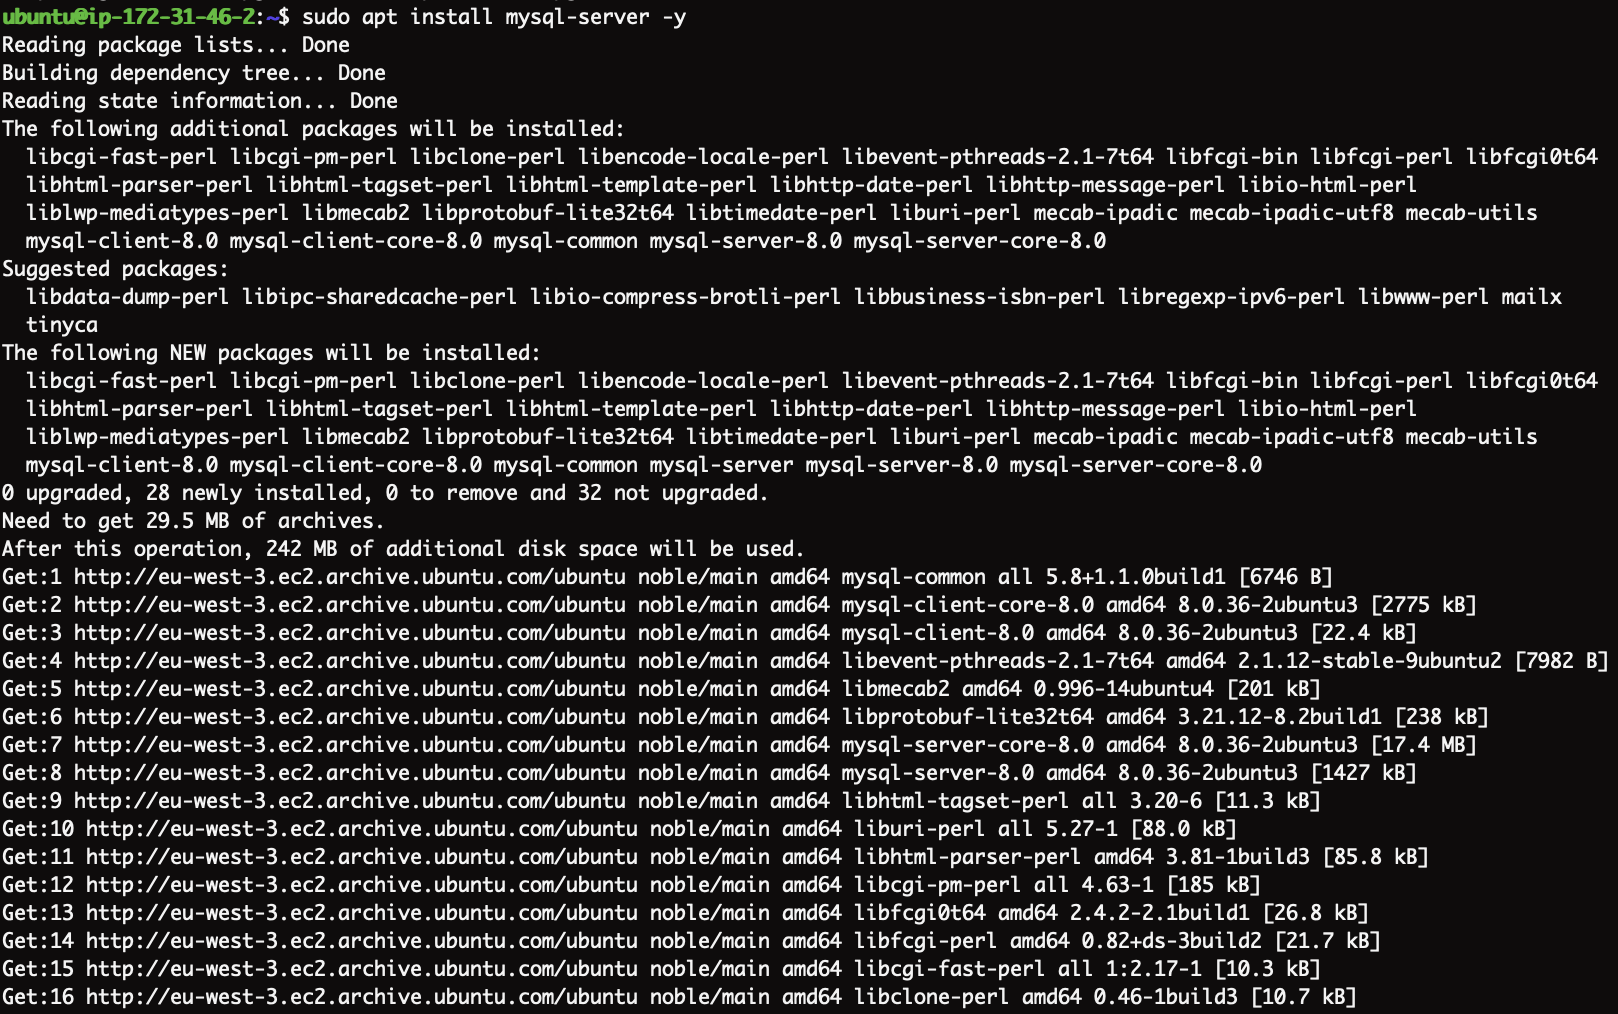 ubuntu@ip-172-31-46-2:~$ sudo apt install mysql-server -y
Reading package lists... Done
Building dependency tree... Done
Reading state information... Done
The following additional packages will be installed:
  libcgi-fast-perl libcgi-pm-perl libclone-perl libencode-locale-perl libevent-pthreads-2.1-7t64 libfcgi-bin libfcgi-perl libfcgi0t64
  libhtml-parser-perl libhtml-tagset-perl libhtml-template-perl libhttp-date-perl libhttp-message-perl libio-html-perl
  liblwp-mediatypes-perl libmecab2 libprotobuf-lite32t64 libtimedate-perl liburi-perl mecab-ipadic mecab-ipadic-utf8 mecab-utils
  mysql-client-8.0 mysql-client-core-8.0 mysql-common mysql-server-8.0 mysql-server-core-8.0
Suggested packages:
  libdata-dump-perl libipc-sharedcache-perl libio-compress-brotli-perl libbusiness-isbn-perl libregexp-ipv6-perl libwww-perl mailx
  tinyca
The following NEW packages will be installed:
  libcgi-fast-perl libcgi-pm-perl libclone-perl libencode-locale-perl libevent-pthreads-2.1-7t64 libfcgi-bin libfcgi-perl libfcgi0t64
  libhtml-parser-perl libhtml-tagset-perl libhtml-template-perl libhttp-date-perl libhttp-message-perl libio-html-perl
  liblwp-mediatypes-perl libmecab2 libprotobuf-lite32t64 libtimedate-perl liburi-perl mecab-ipadic mecab-ipadic-utf8 mecab-utils
  mysql-client-8.0 mysql-client-core-8.0 mysql-common mysql-server mysql-server-8.0 mysql-server-core-8.0
0 upgraded, 28 newly installed, 0 to remove and 32 not upgraded.
Need to get 29.5 MB of archives.
After this operation, 242 MB of additional disk space will be used.
Get:1 http://eu-west-3.ec2.archive.ubuntu.com/ubuntu noble/main amd64 mysql-common all 5.8+1.1.0build1 [6746 B]
Get:2 http://eu-west-3.ec2.archive.ubuntu.com/ubuntu noble/main amd64 mysql-client-core-8.0 amd64 8.0.36-2ubuntu3 [2775 kB]
Get:3 http://eu-west-3.ec2.archive.ubuntu.com/ubuntu noble/main amd64 mysql-client-8.0 amd64 8.0.36-2ubuntu3 [22.4 kB]
Get:4 http://eu-west-3.ec2.archive.ubuntu.com/ubuntu noble/main amd64 libevent-pthreads-2.1-7t64 amd64 2.1.12-stable-9ubuntu2 [7982 B]
Get:5 http://eu-west-3.ec2.archive.ubuntu.com/ubuntu noble/main amd64 libmecab2 amd64 0.996-14ubuntu4 [201 kB]
Get:6 http://eu-west-3.ec2.archive.ubuntu.com/ubuntu noble/main amd64 libprotobuf-lite32t64 amd64 3.21.12-8.2build1 [238 kB]
Get:7 http://eu-west-3.ec2.archive.ubuntu.com/ubuntu noble/main amd64 mysql-server-core-8.0 amd64 8.0.36-2ubuntu3 [17.4 MB]
Get:8 http://eu-west-3.ec2.archive.ubuntu.com/ubuntu noble/main amd64 mysql-server-8.0 amd64 8.0.36-2ubuntu3 [1427 kB]
Get:9 http://eu-west-3.ec2.archive.ubuntu.com/ubuntu noble/main amd64 libhtml-tagset-perl all 3.20-6 [11.3 kB]
Get:10 http://eu-west-3.ec2.archive.ubuntu.com/ubuntu noble/main amd64 liburi-perl all 5.27-1 [88.0 kB]
Get:11 http://eu-west-3.ec2.archive.ubuntu.com/ubuntu noble/main amd64 libhtml-parser-perl amd64 3.81-1build3 [85.8 kB]
Get:12 http://eu-west-3.ec2.archive.ubuntu.com/ubuntu noble/main amd64 libcgi-pm-perl all 4.63-1 [185 kB]
Get:13 http://eu-west-3.ec2.archive.ubuntu.com/ubuntu noble/main amd64 libfcgi0t64 amd64 2.4.2-2.1build1 [26.8 kB]
Get:14 http://eu-west-3.ec2.archive.ubuntu.com/ubuntu noble/main amd64 libfcgi-perl amd64 0.82+ds-3build2 [21.7 kB]
Get:15 http://eu-west-3.ec2.archive.ubuntu.com/ubuntu noble/main amd64 libcgi-fast-perl all 1:2.17-1 [10.3 kB]
Get:16 http://eu-west-3.ec2.archive.ubuntu.com/ubuntu noble/main amd64 libclone-perl amd64 0.46-1build3 [10.7 kB]